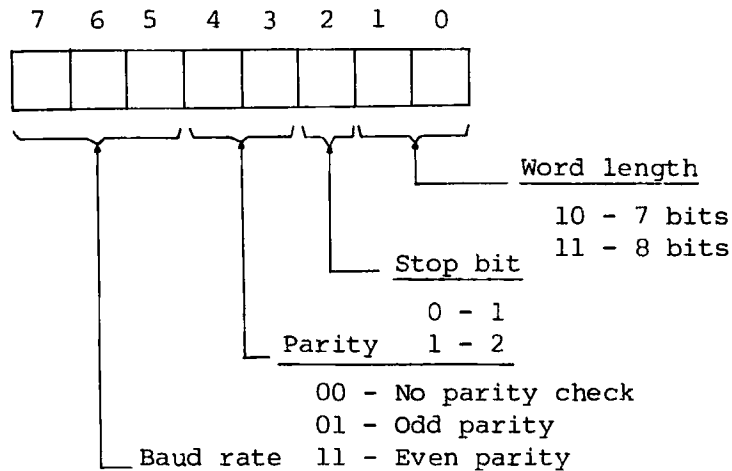 7 6 5 4 3 2 1 0
Word length
10 - 7 bits
11 - 8 bits
Stop bit
0 - 1
1 - 2
Parity
00 - No parity check
01 - Odd parity
11 - Even parity
Baud rate